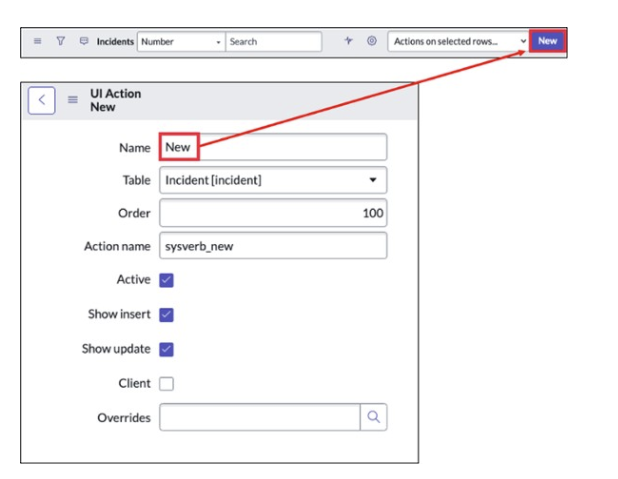 Incidents Number Search Actions on selected rows... New
UI Action
New
Name New
Table Incident [incident]
Order 100
Action name sysverb_new
Active
Show insert
Show update
Client
Overrides